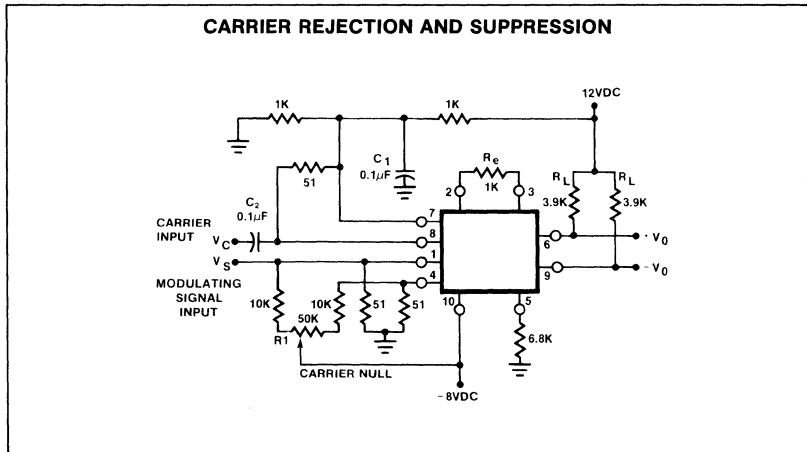 CARRIER REJECTION AND SUPPRESSION
12VDC
1K
1K
C1
0.1μF
Re
1K
RL
3.9K
RL
3.9K
51
2
3
C2
0.1μF
7
CARRIER
INPUT
VC
8
6
+V0
VS
1
MODULATING
SIGNAL
INPUT
4
9
-V0
10K
10K
51
51
10
5
50K
R1
6.8K
CARRIER NULL
-8VDC